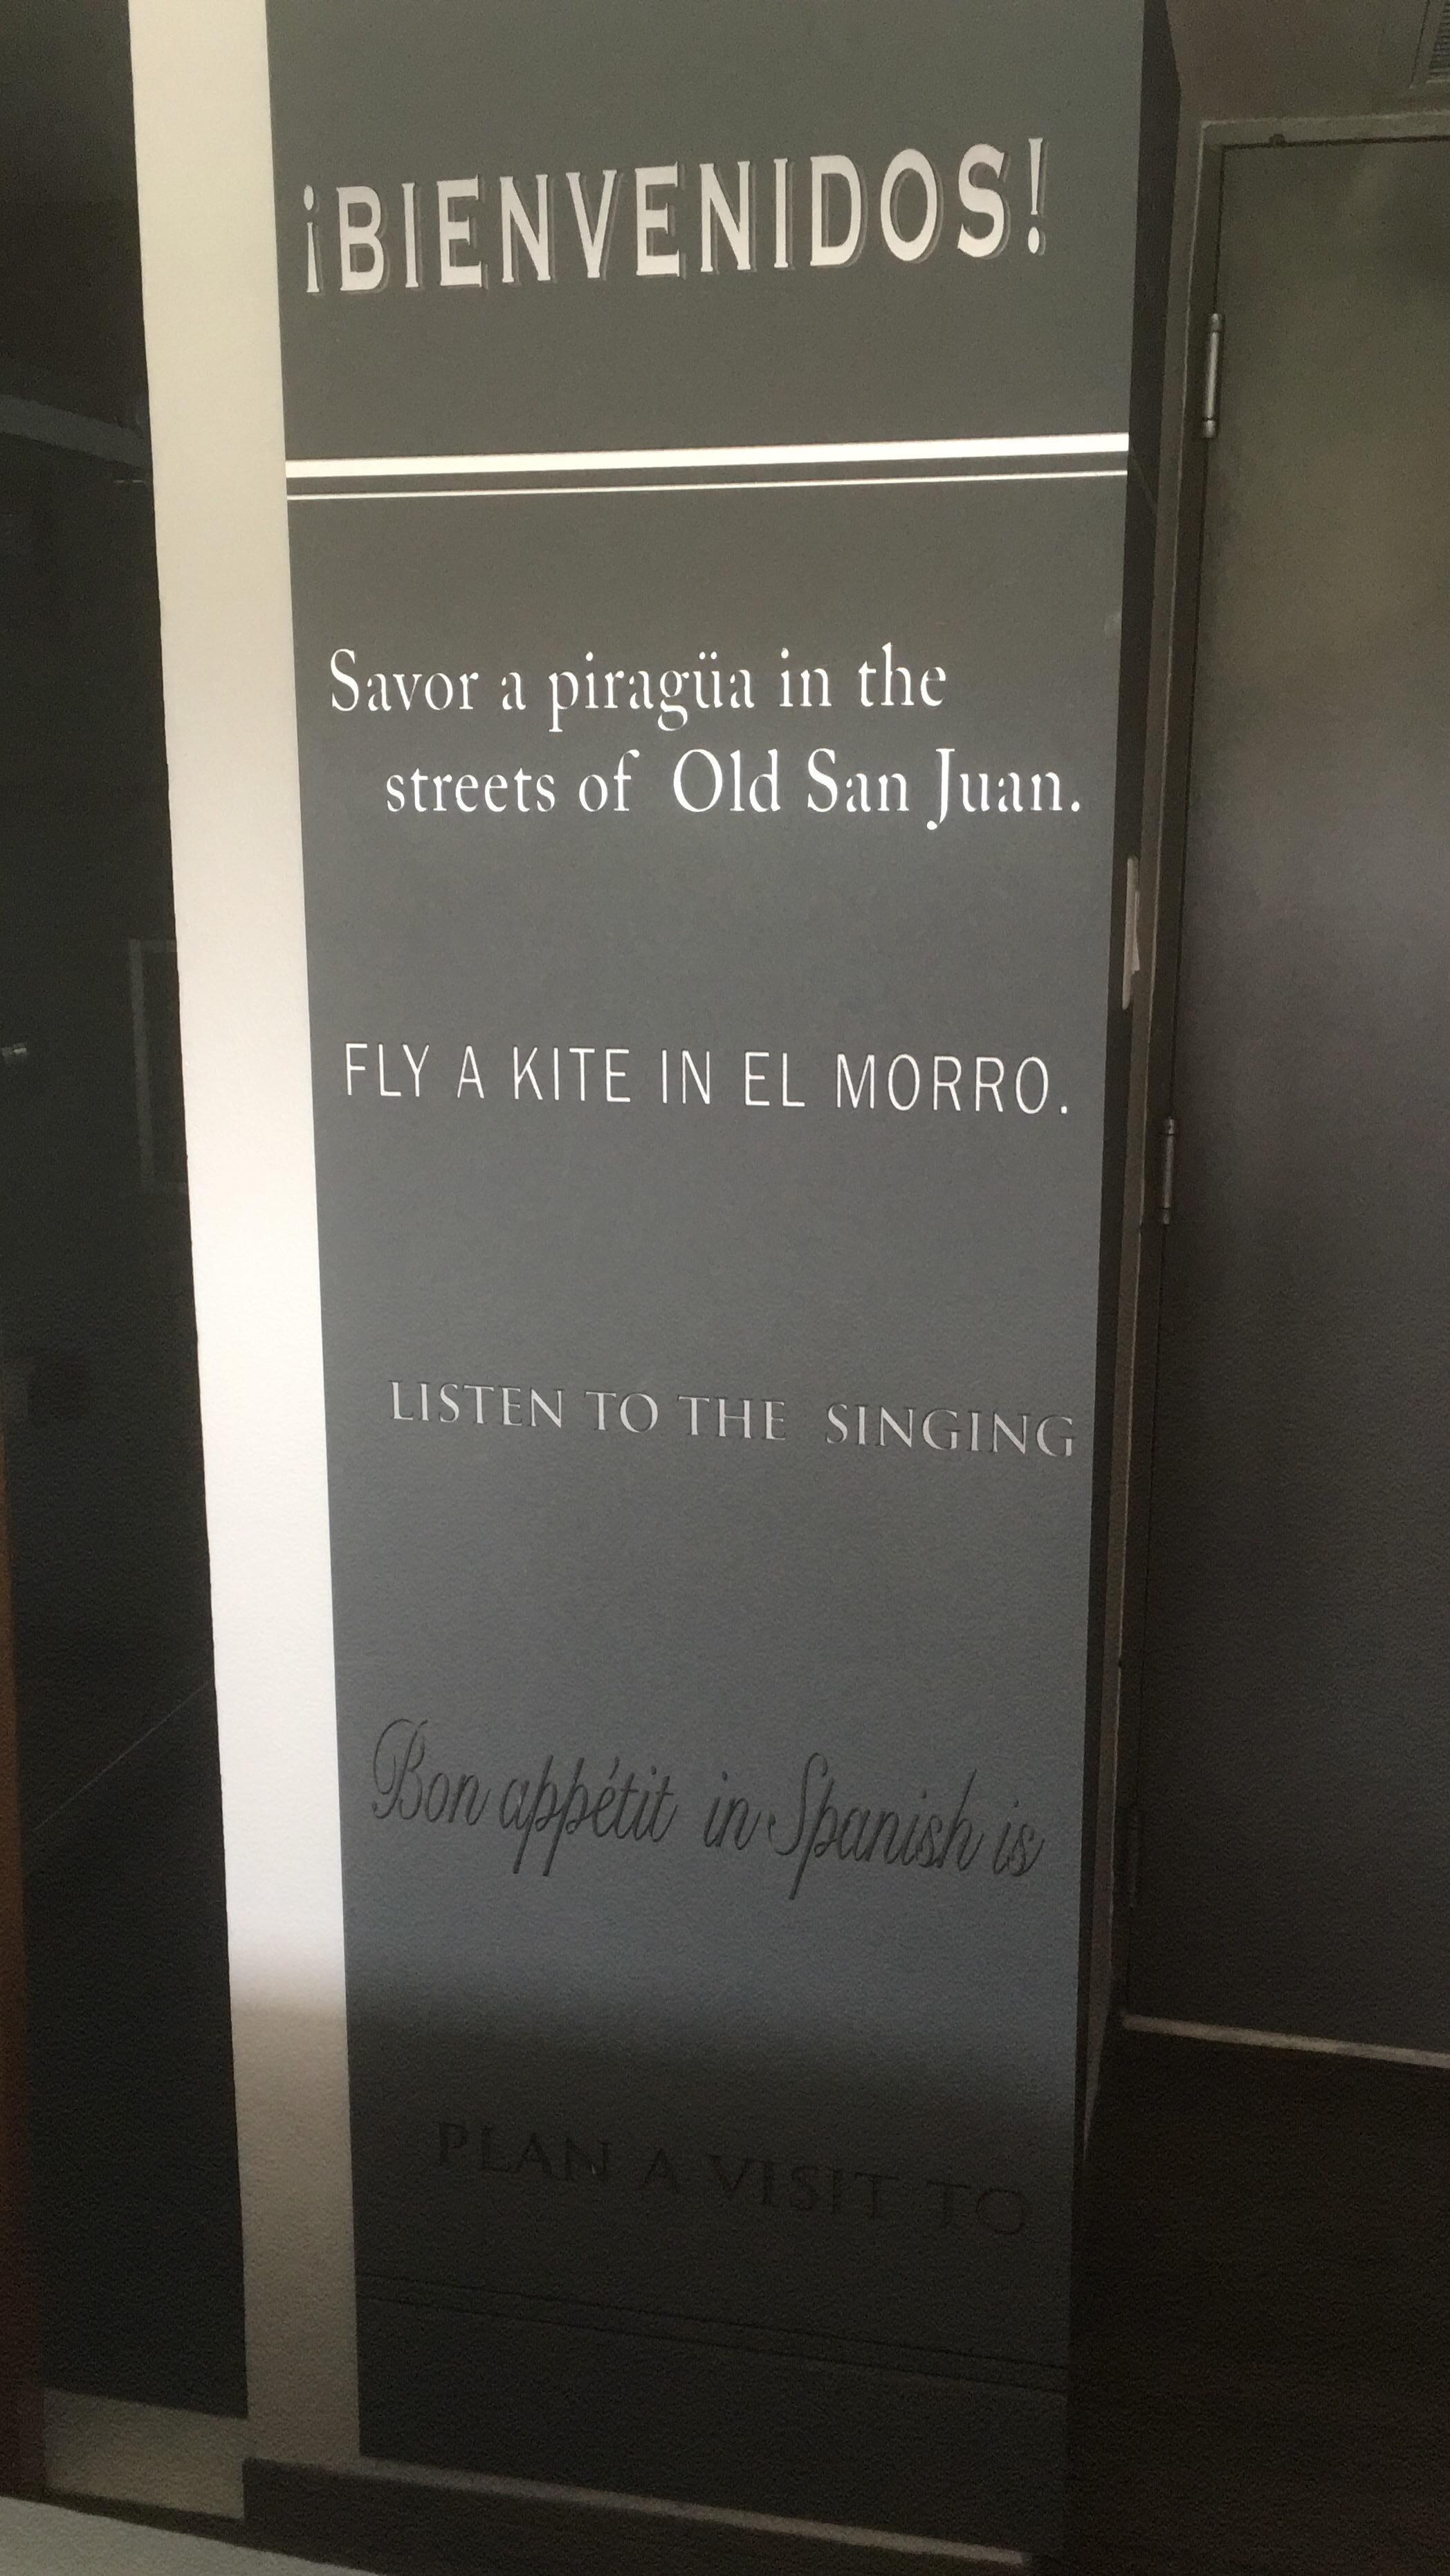 ¡BIENVENIDOS!
Savor a piragüa in the
streets of Old San Juan.
FLY A KITE IN EL MORRO.
LISTEN TO THE SINGING
Bon appétit in Spanish is
PLAN A VISIT TO